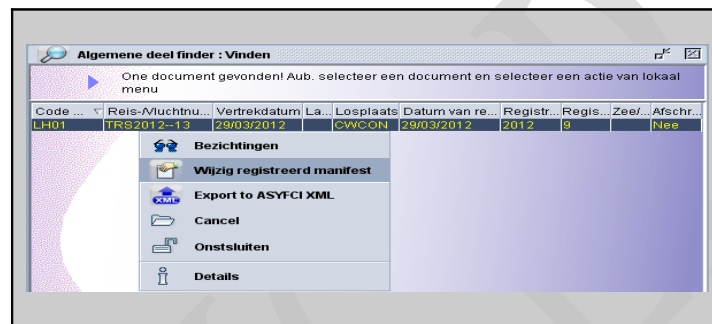 Algemene deel finder : Vinden
One document gevonden! Aub. selecteer een document en selecteer een actie van lokaal
menu
Code ... Reis-/Vluchtnu... Vertrekdatum La... Losplaats Datum van re... Registr... Regis... Zee/... Afschr...
LH01 TRS2012--13 29/03/2012 CWCON 29/03/2012 2012 9 Nee
Bezichtingen
Wijzig registreerd manifest
XML Export to ASYFCI XML
Cancel
Onstsluiten
Details